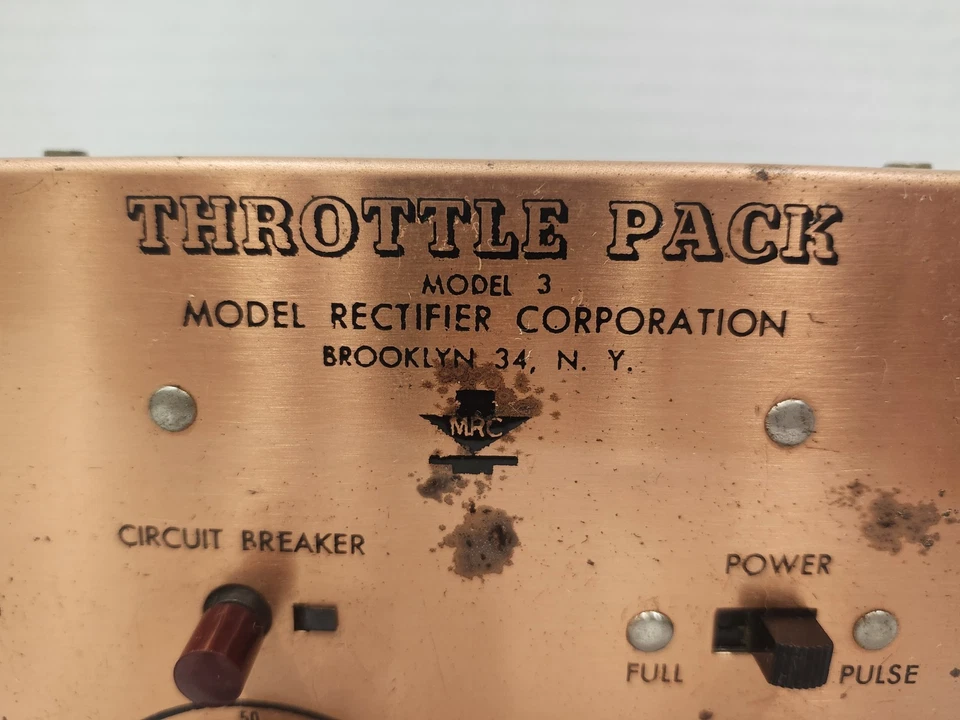 THROTTLE PACK
MODEL 3
MODEL RECTIFIER CORPORATION
BROOKLYN 34, N. Y.
MRC
CIRCUIT BREAKER
POWER
FULL PULSE
50